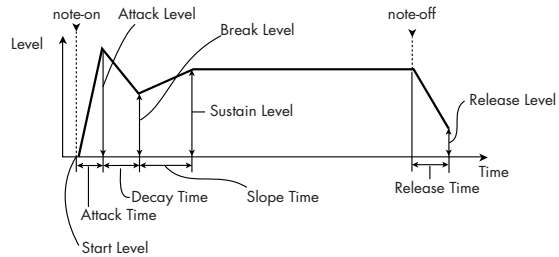 note-on
Attack Level
note-off
Break Level
Level
Release Level
Sustain Level
Time
Decay Time
Slope Time
Release Time
Attack Time
Start Level